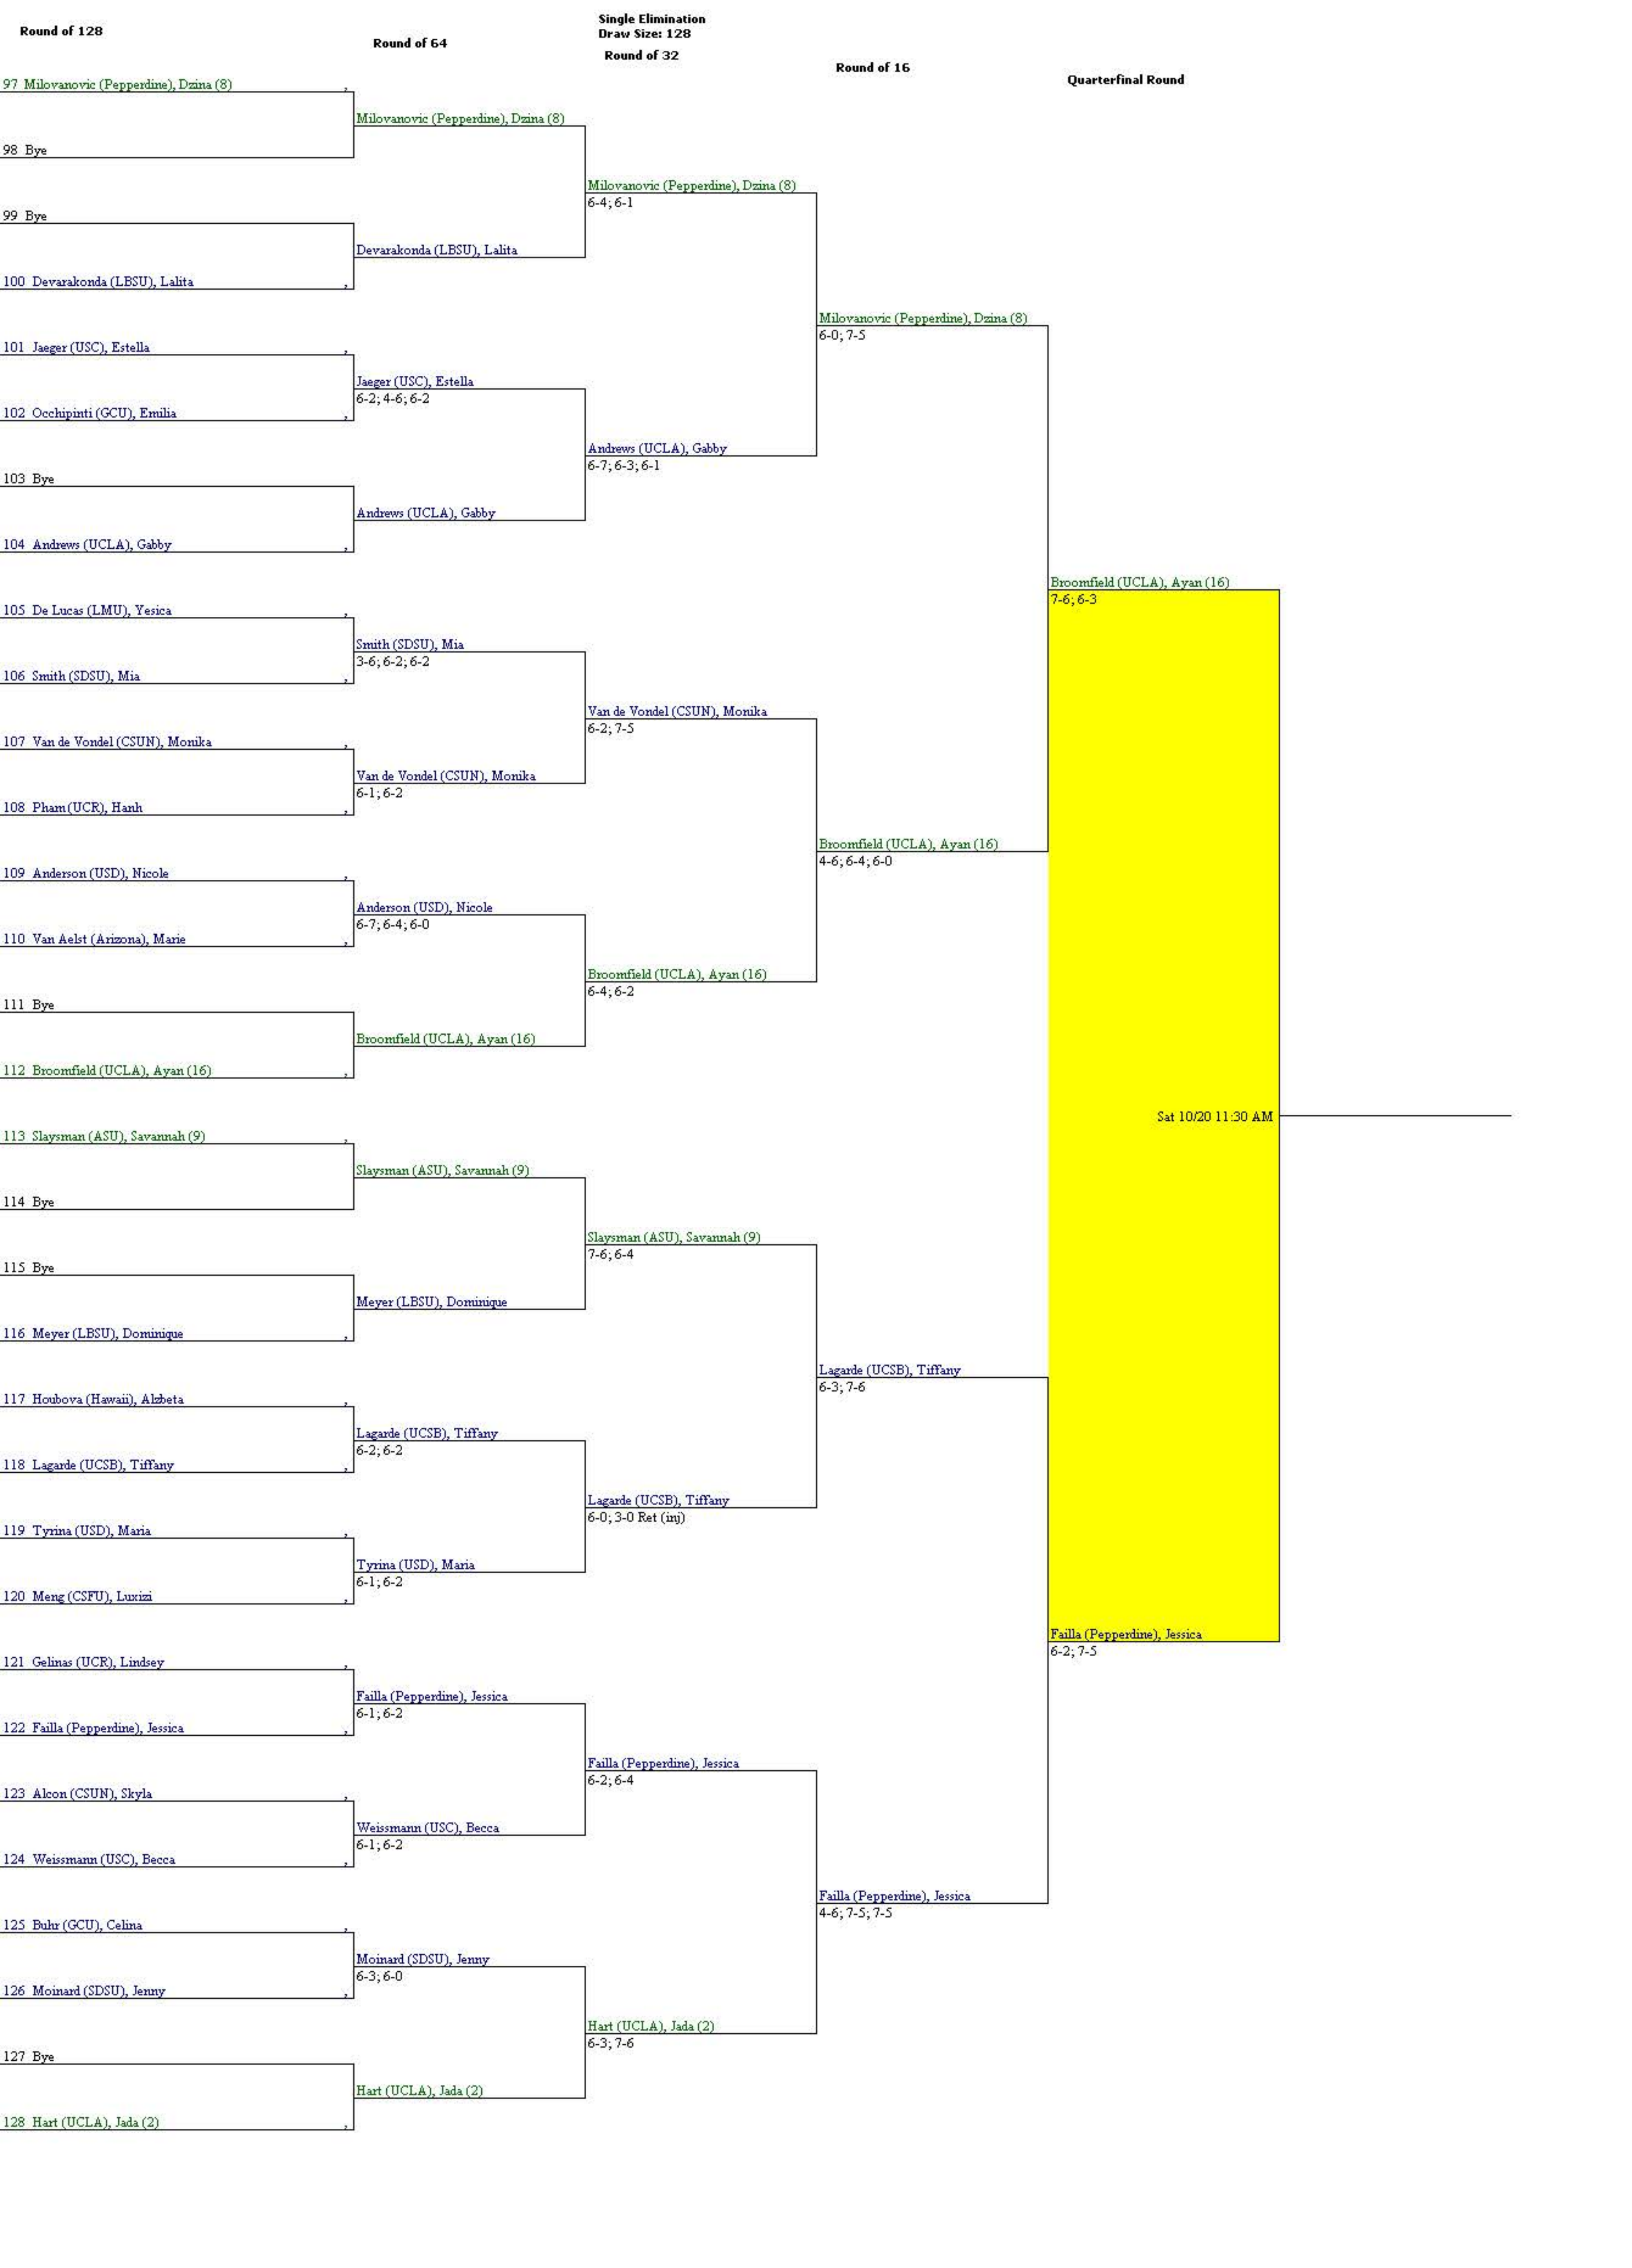 Single Elimination
Draw Size: 128
Round of 128
Round of 64
Round of 32
Round of 16
Quarterfinal Round
97 Milovanovic (Pepperdine), Dzina (8) ,
Milovanovic (Pepperdine), Dzina (8)
98 Bye
Milovanovic (Pepperdine), Dzina (8)
6-4; 6-1
99 Bye
Devarakonda (LBSU), Lalita
100 Devarakonda (LBSU), Lalita ,
Milovanovic (Pepperdine), Dzina (8)
6-0; 7-5
101 Jaeger (USC), Estella ,
Jaeger (USC), Estella
6-2; 4-6; 6-2
102 Occhipinti (GCU), Emilia ,
Andrews (UCLA), Gabby
6-7; 6-3; 6-1
103 Bye
Andrews (UCLA), Gabby
104 Andrews (UCLA), Gabby ,
Broomfield (UCLA), Ayan (16)
7-6; 6-3
105 De Lucas (LMU), Yesica ,
Smith (SDSU), Mia
3-6; 6-2; 6-2
106 Smith (SDSU), Mia ,
Van de Vondel (CSUN), Monika
6-2; 7-5
107 Van de Vondel (CSUN), Monika ,
Van de Vondel (CSUN), Monika
6-1; 6-2
108 Pham (UCR), Hanh ,
Broomfield (UCLA), Ayan (16)
4-6; 6-4; 6-0
109 Anderson (USD), Nicole ,
Anderson (USD), Nicole
6-7; 6-4; 6-0
110 Van Aelst (Arizona), Marie ,
Broomfield (UCLA), Ayan (16)
6-4; 6-2
111 Bye
Broomfield (UCLA), Ayan (16)
112 Broomfield (UCLA), Ayan (16) ,
Sat 10/20 11:30 AM
113 Slaysman (ASU), Savannah (9) ,
Slaysman (ASU), Savannah (9)
114 Bye
Slaysman (ASU), Savannah (9)
7-6; 6-4
115 Bye
Meyer (LBSU), Dominique
116 Meyer (LBSU), Dominique ,
Lagarde (UCSB), Tiffany
6-3; 7-6
117 Houbova (Hawaii), Alzbeta ,
Lagarde (UCSB), Tiffany
6-2; 6-2
118 Lagarde (UCSB), Tiffany ,
Lagarde (UCSB), Tiffany
6-0; 3-0 Ret (inj)
119 Tyrina (USD), Maria ,
Tyrina (USD), Maria
6-1; 6-2
120 Meng (CSFU), Luxizi ,
Failla (Pepperdine), Jessica
6-2; 7-5
121 Gelinas (UCR), Lindsey ,
Failla (Pepperdine), Jessica
6-1; 6-2
122 Failla (Pepperdine), Jessica ,
Failla (Pepperdine), Jessica
6-2; 6-4
123 Alcon (CSUN), Skyla ,
Weissmann (USC), Becca
6-1; 6-2
124 Weissmann (USC), Becca ,
Failla (Pepperdine), Jessica
4-6; 7-5; 7-5
125 Buhr (GCU), Celina ,
Moinard (SDSU), Jenny
6-3; 6-0
126 Moinard (SDSU), Jenny ,
Hart (UCLA), Jada (2)
6-3; 7-6
127 Bye
Hart (UCLA), Jada (2)
128 Hart (UCLA), Jada (2) ,